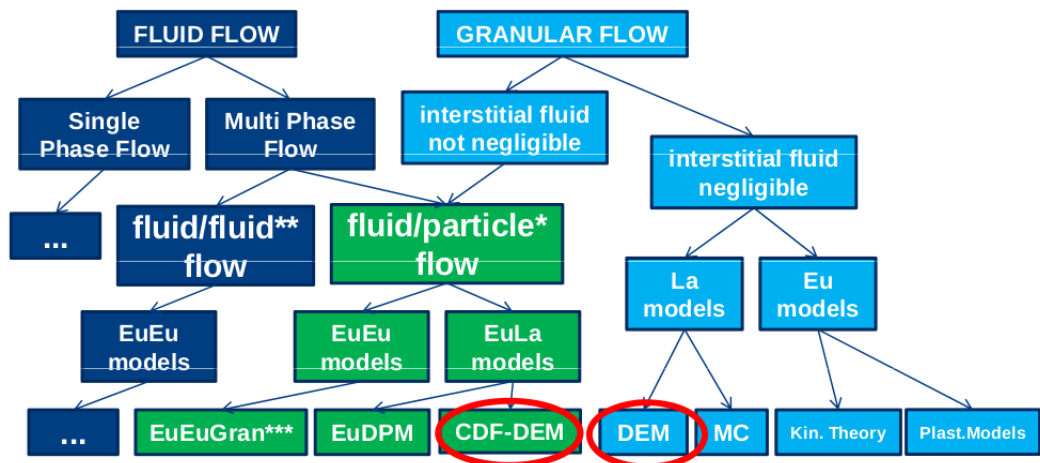 FLUID FLOW
GRANULAR FLOW
Single
Phase Flow
Multi Phase
Flow
interstitial fluid
not negligible
interstitial fluid
negligible
...
fluid/fluid**
flow
fluid/particle*
flow
La
models
Eu
models
EuEu
models
EuEu
models
EuLa
models
...
EuEuGran***
EuDPM
CDF-DEM
DEM
MC
Kin. Theory
Plast.Models